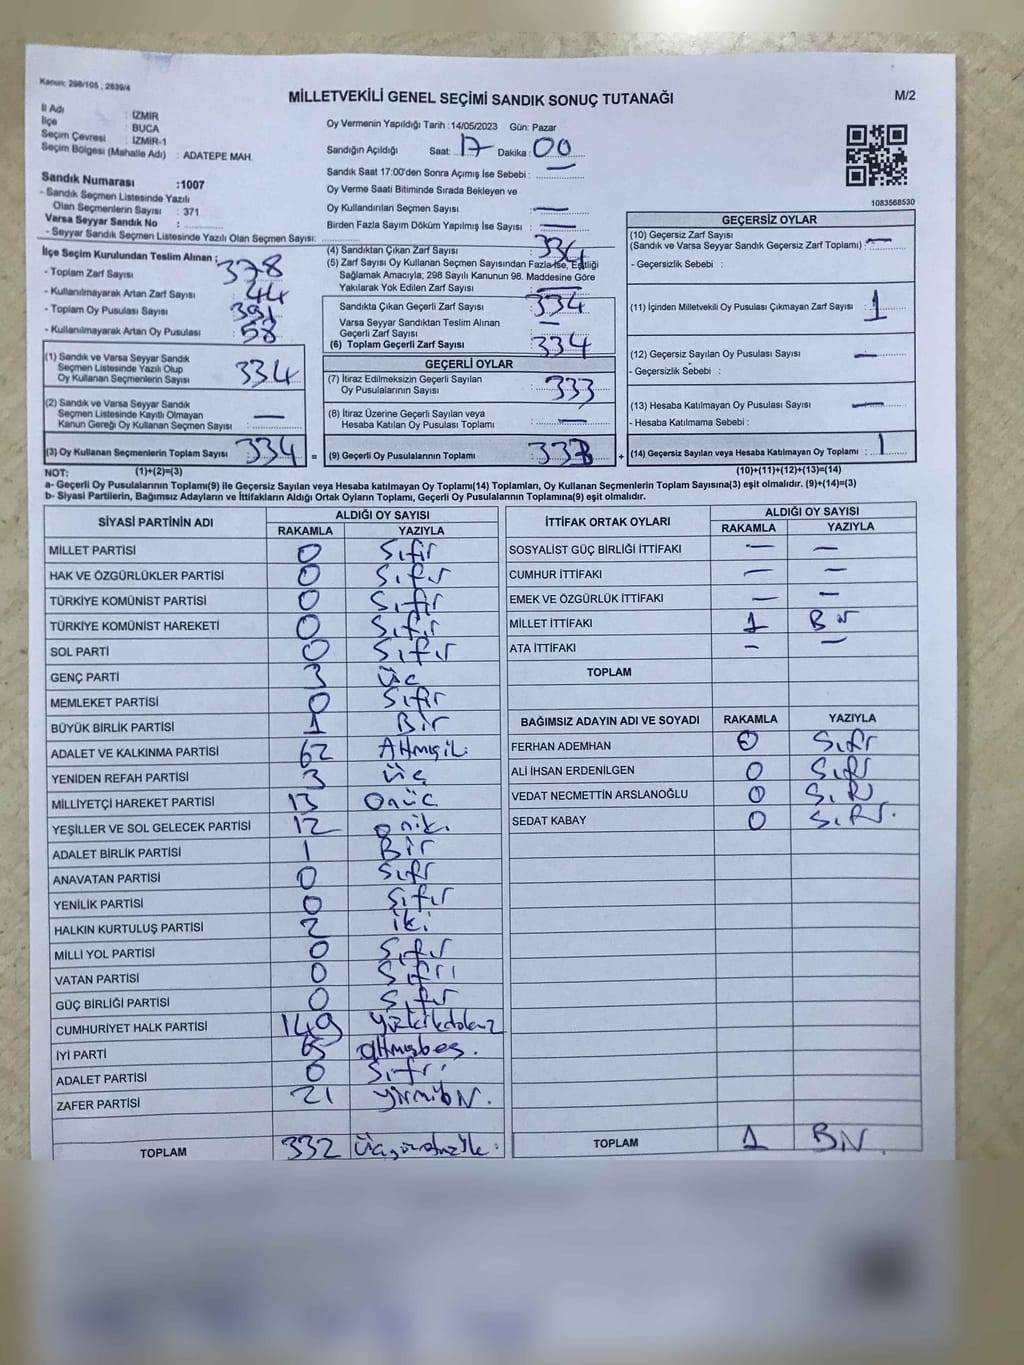 Kanun: 298/105 , 2839/4
MİLLETVEKİLİ GENEL SEÇİMİ SANDIK SONUÇ TUTANAĞI
M/2
İl Adı : İZMİR
İlçe : BUCA
Seçim Çevresi : İZMİR-1
Seçim Bölgesi (Mahalle Adı) : ADATEPE MAH.
Sandık Numarası :1007
- Sandık Seçmen Listesinde Yazılı
Olan Seçmenlerin Sayısı : 371
Varsa Seyyar Sandık No :
- Seyyar Sandık Seçmen Listesinde Yazılı Olan Seçmen Sayısı:
Oy Vermenin Yapıldığı Tarih :14/05/2023 Gün: Pazar
Sandığın Açıldığı Saat: 17 Dakika: 00
Sandık Saat 17:00'den Sonra Açımış İse Sebebi : —
Oy Verme Saati Bitiminde Sırada Bekleyen ve
Oy Kullandırılan Seçmen Sayısı : —
Birden Fazla Sayım Döküm Yapılmış İse Sayısı : —
1083568530
İlçe Seçim Kurulundan Teslim Alınan ;
- Toplam Zarf Sayısı : 378
- Kullanılmayarak Artan Zarf Sayısı : 44
- Toplam Oy Pusulası Sayısı : 391
- Kullanılmayarak Artan Oy Pusulası : 58
(1) Sandık ve Varsa Seyyar Sandık
Seçmen Listesinde Yazılı Olup
Oy Kullanan Seçmenlerin Sayısı : 334
(2) Sandık ve Varsa Seyyar Sandık
Seçmen Listesinde Kayıtlı Olmayan
Kanun Gereği Oy Kullanan Seçmen Sayısı : —
(3) Oy Kullanan Seçmenlerin Toplam Sayısı : 334 =
(4) Sandıktan Çıkan Zarf Sayısı : 334
(5) Zarf Sayısı Oy Kullanan Seçmen Sayısından Fazla İse, Eşitliği
Sağlamak Amacıyla; 298 Sayılı Kanunun 98. Maddesine Göre
Yakılarak Yok Edilen Zarf Sayısı : —
Sandıkta Çıkan Geçerli Zarf Sayısı : 334
Varsa Seyyar Sandıktan Teslim Alınan
Geçerli Zarf Sayısı : —
(6) Toplam Geçerli Zarf Sayısı : 334
GEÇERLİ OYLAR
(7) İtiraz Edilmeksizin Geçerli Sayılan
Oy Pusulalarının Sayısı : 333
(8) İtiraz Üzerine Geçerli Sayılan veya
Hesaba Katılan Oy Pusulası Toplamı : —
(9) Geçerli Oy Pusulalarının Toplamı : 333 +
GEÇERSİZ OYLAR
(10) Geçersiz Zarf Sayısı
(Sandık ve Varsa Seyyar Sandık Geçersiz Zarf Toplamı) : —
- Geçersizlik Sebebi :
(11) İçinden Milletvekili Oy Pusulası Çıkmayan Zarf Sayısı : 1
(12) Geçersiz Sayılan Oy Pusulası Sayısı : —
- Geçersizlik Sebebi :
(13) Hesaba Katılmayan Oy Pusulası Sayısı : —
- Hesaba Katılmama Sebebi :
(14) Geçersiz Sayılan veya Hesaba Katılmayan Oy Toplamı : 1
NOT: (1)+(2)=(3) (10)+(11)+(12)+(13)=(14)
a- Geçerli Oy Pusulalarının Toplamı(9) ile Geçersiz Sayılan veya Hesaba Katılmayan oy Toplamı(14) Toplamları, Oy Kullanan Seçmenlerin Toplam Sayısına(3) eşit olmalıdır. (9)+(14)=(3)
b- Siyasi Partilerin, Bağımsız Adayların ve İttifakların Aldığı Ortak Oyların Toplamı, Geçerli Oy Pusulalarının Toplamına(9) eşit olmalıdır.
SİYASİ PARTİNİN ADI ALDIĞI OY SAYISI
RAKAMLA YAZIYLA
MİLLET PARTİSİ 0 Sıfır
HAK VE ÖZGÜRLÜKLER PARTİSİ 0 Sıfır
TÜRKİYE KOMÜNİST PARTİSİ 0 Sıfır
TÜRKİYE KOMÜNİST HAREKETİ 0 Sıfır
SOL PARTİ 0 Sıfır
GENÇ PARTİ 3 Üç
MEMLEKET PARTİSİ 0 Sıfır
BÜYÜK BİRLİK PARTİSİ 1 Bir
ADALET VE KALKINMA PARTİSİ 62
YENİDEN REFAH PARTİSİ 3 Üç
MİLLİYETÇİ HAREKET PARTİSİ 13 Onüç
YEŞİLLER VE SOL GELECEK PARTİSİ 12 oniki
ADALET BİRLİK PARTİSİ 1 Bir
ANAVATAN PARTİSİ 0 Sıfır
YENİLİK PARTİSİ 0 Sıfır
HALKIN KURTULUŞ PARTİSİ 2 iki
MİLLİ YOL PARTİSİ 0 Sıfır
VATAN PARTİSİ 0 Sıfır
GÜÇ BİRLİĞİ PARTİSİ 0 Sıfır
CUMHURİYET HALK PARTİSİ 149
İYİ PARTİ 65 altmışbeş.
ADALET PARTİSİ 0 Sıfır
ZAFER PARTİSİ 21 yirmibir.
TOPLAM 332
İTTİFAK ORTAK OYLARI ALDIĞI OY SAYISI
RAKAMLA YAZIYLA
SOSYALİST GÜÇ BİRLİĞİ İTTİFAKI — —
CUMHUR İTTİFAKI — —
EMEK VE ÖZGÜRLÜK İTTİFAKI — —
MİLLET İTTİFAKI 1 Bir
ATA İTTİFAKI — —
TOPLAM
BAĞIMSIZ ADAYIN ADI VE SOYADI RAKAMLA YAZIYLA
FERHAN ADEMHAN 0 Sıfır
ALİ İHSAN ERDENİLGEN 0 Sıfır
VEDAT NECMETTİN ARSLANOĞLU 0 Sıfır
SEDAT KABAY 0 Sıfır.
TOPLAM 1 Bir